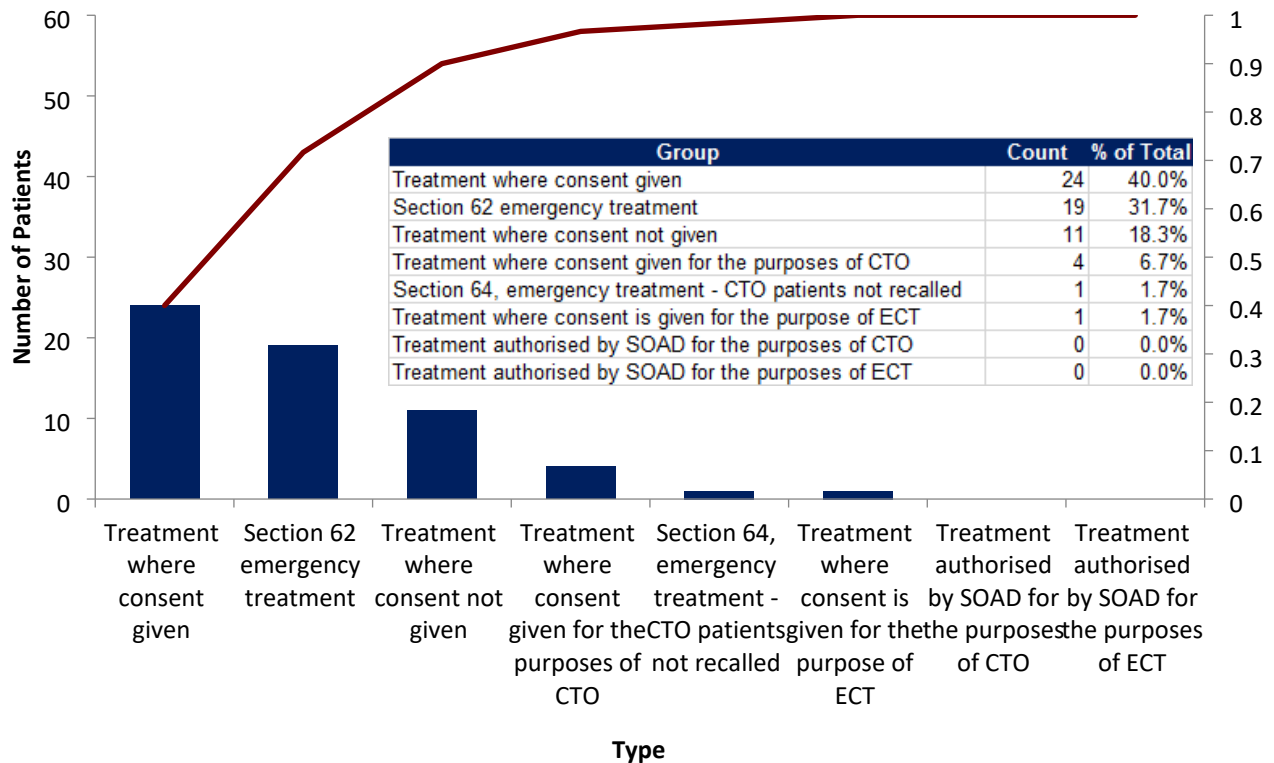 60
50
40
30
20
10
0
Number of Patients
1
0.9
0.8
0.7
0.6
0.5
0.4
0.3
0.2
0.1
0
Group Count % of Total
Treatment where consent given 24 40.0%
Section 62 emergency treatment 19 31.7%
Treatment where consent not given 11 18.3%
Treatment where consent given for the purposes of CTO 4 6.7%
Section 64, emergency treatment - CTO patients not recalled 1 1.7%
Treatment where consent is given for the purpose of ECT 1 1.7%
Treatment authorised by SOAD for the purposes of CTO 0 0.0%
Treatment authorised by SOAD for the purposes of ECT 0 0.0%
Treatment
where
consent
given
Section 62
emergency
treatment
Treatment
where
consent not
given
Treatment
where
consent
given for the
purposes of
CTO
Section 64,
emergency
treatment -
CTO patients
not recalled
Treatment
where
consent is
given for the
purpose of
ECT
Treatment
authorised
by SOAD for
the purposes
of CTO
Treatment
authorised
by SOAD for
the purposes
of ECT
Type